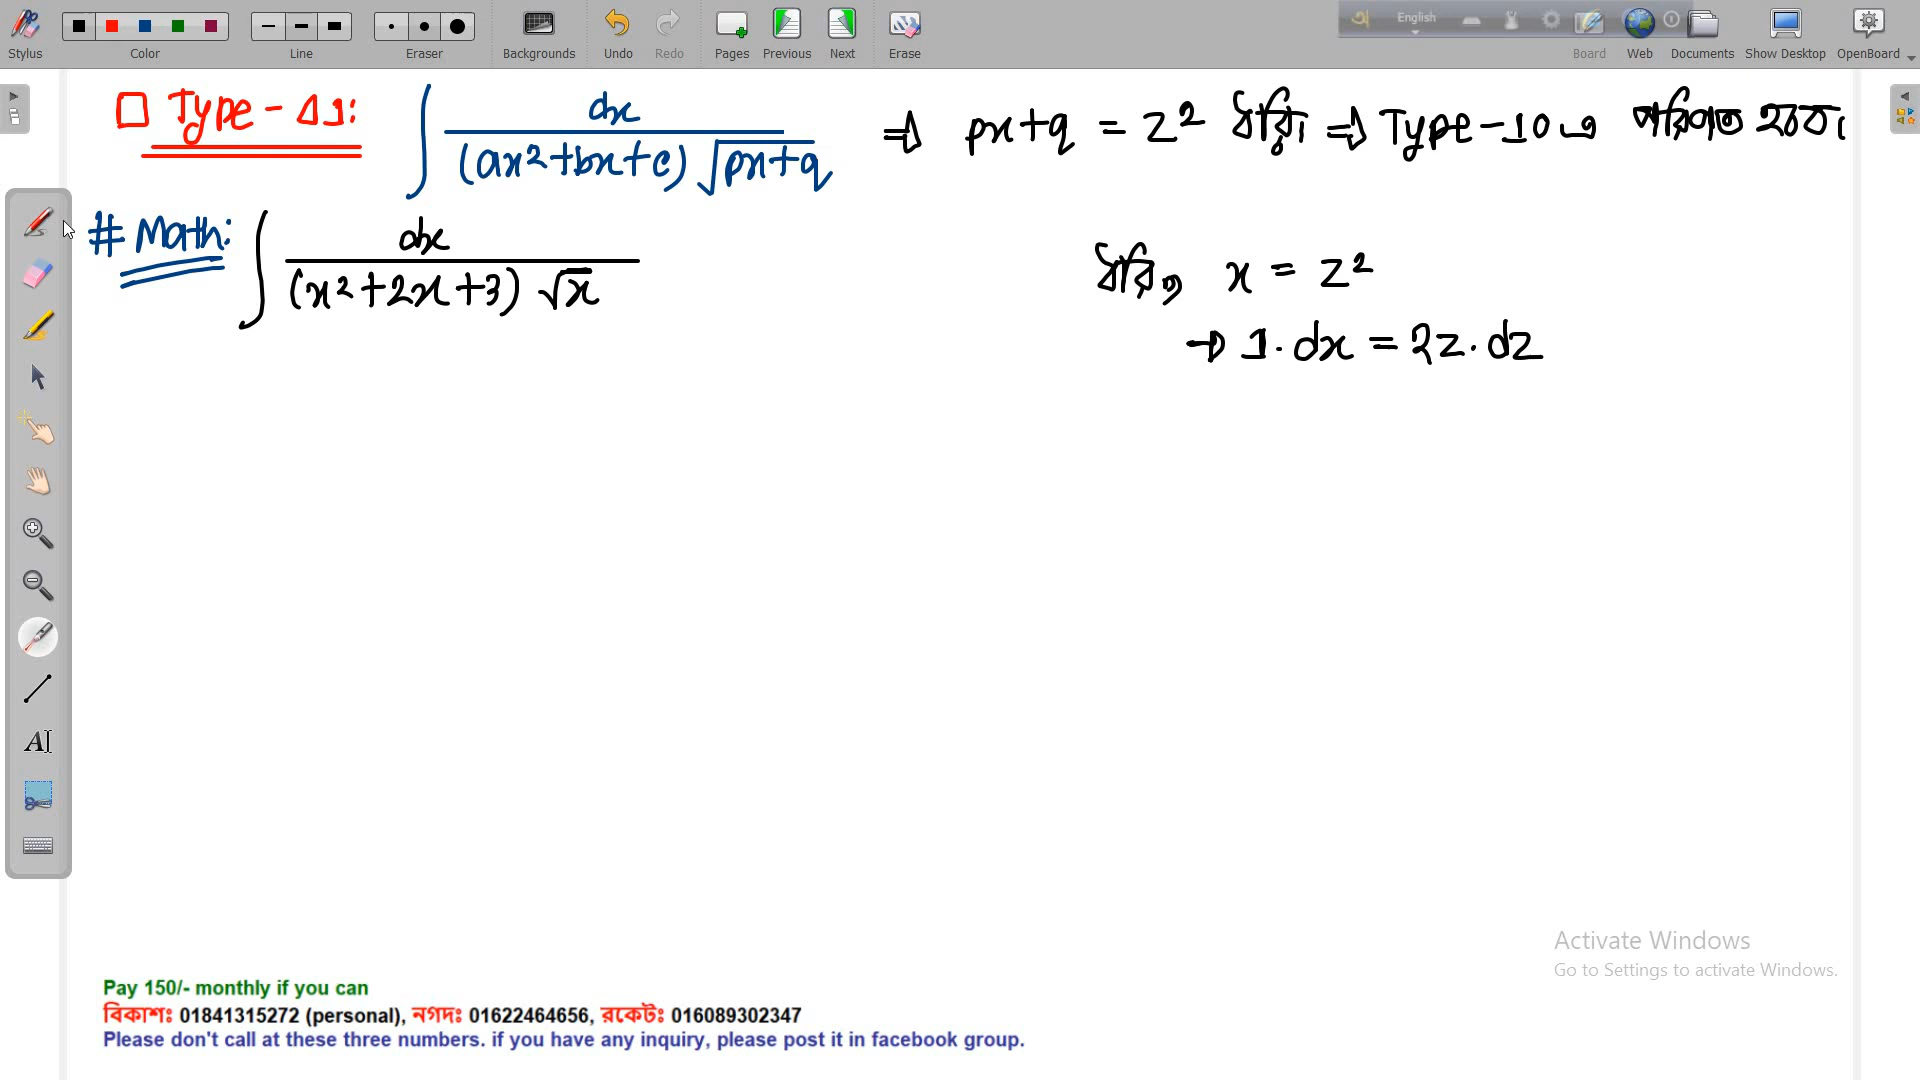 Stylus Color Line Eraser Backgrounds Undo Redo Pages Previous Next Erase English Board Web Documents Show Desktop OpenBoard
□ Type - 11: ∫ dx / (ax²+bx+c) √px+q ⇒ px+q = z² ধরি। ⇒ Type-10 এ পরিণত হবে।
# Math: ∫ dx / (x²+2x+3) √x
ধরি, x = z²
→ 1. dx = 2z. dz
AI
Activate Windows
Go to Settings to activate Windows.
Pay 150/- monthly if you can
বিকাশঃ 01841315272 (personal), নগদঃ 01622464656, রকেটঃ 016089302347
Please don't call at these three numbers. if you have any inquiry, please post it in facebook group.